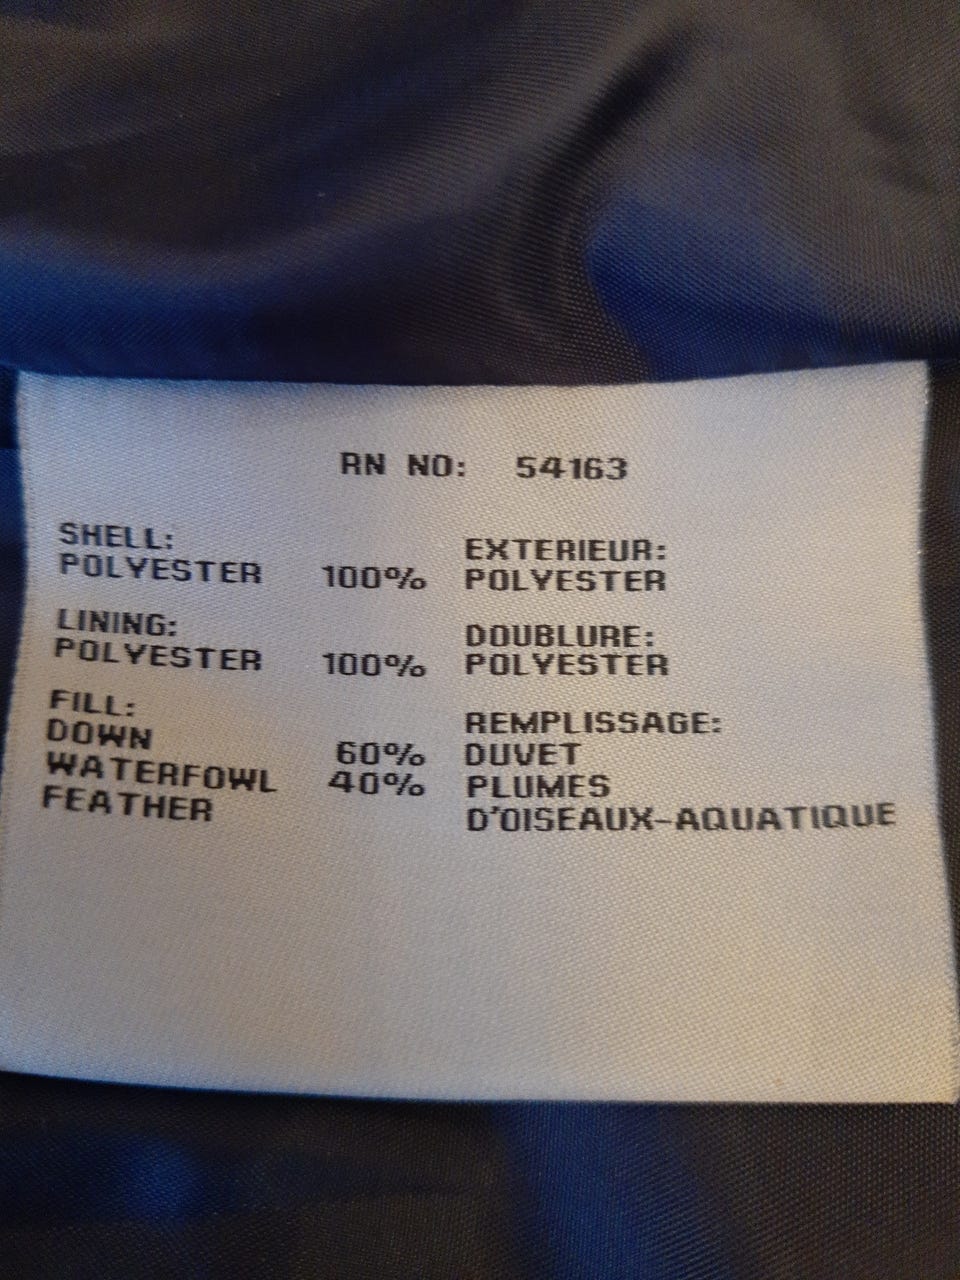 RN NO: 54163
SHELL: EXTERIEUR:
POLYESTER 100% POLYESTER
LINING: DOUBLURE:
POLYESTER 100% POLYESTER
FILL: REMPLISSAGE:
DOWN 60% DUVET
WATERFOWL 40% PLUMES
FEATHER D'OISEAUX-AQUATIQUE